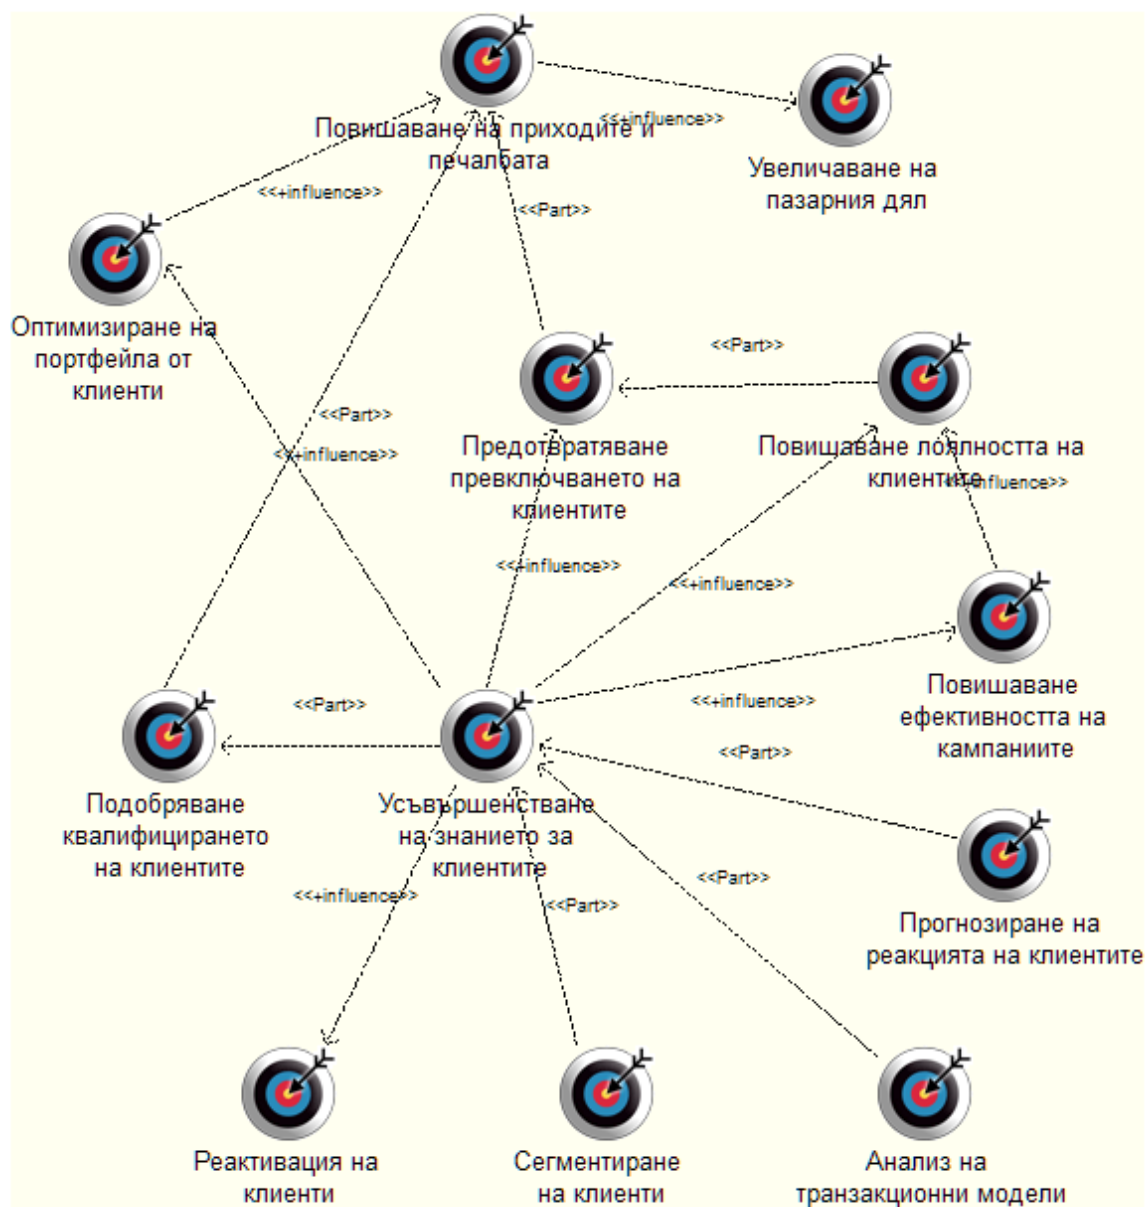 Повишаване на приходите и
печалбата
<<+influence>>
Увеличаване на
пазарния дял
<<+influence>>
<<Part>>
Оптимизиране на
портфейла от
клиенти
<<Part>>
<<Part>>
<<+influence>>
Предотвратяване
превключването на
клиентите
Повишаване лоялността на
клиентите
<<+influence>>
<<+influence>>
<<+influence>>
Повишаване
ефективността на
кампаниите
<<Part>>
<<+influence>>
<<Part>>
Подобряване
квалифицирането
на клиентите
Усъвършенстване
на знанието за
клиентите
<<Part>>
<<+influence>>
<<Part>>
Прогнозиране на
реакцията на клиентите
Реактивация на
клиенти
Сегментиране
на клиенти
Анализ на
транзакционни модели